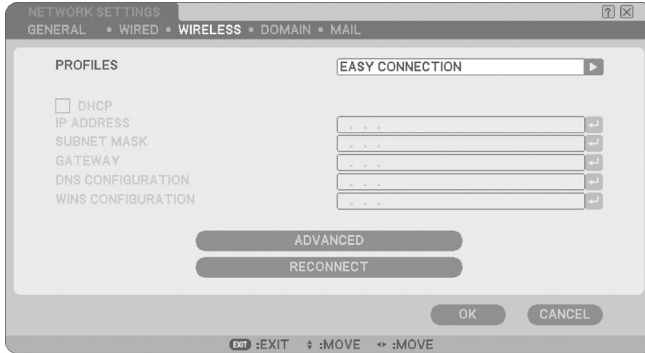 NETWORK SETTINGS ?
GENERAL • WIRED • WIRELESS • DOMAIN • MAIL
PROFILES EASY CONNECTION
DHCP
IP ADDRESS . . .
SUBNET MASK . . .
GATEWAY . . .
DNS CONFIGURATION . . .
WINS CONFIGURATION . . .
ADVANCED
RECONNECT
OK CANCEL
EXIT :EXIT :MOVE :MOVE